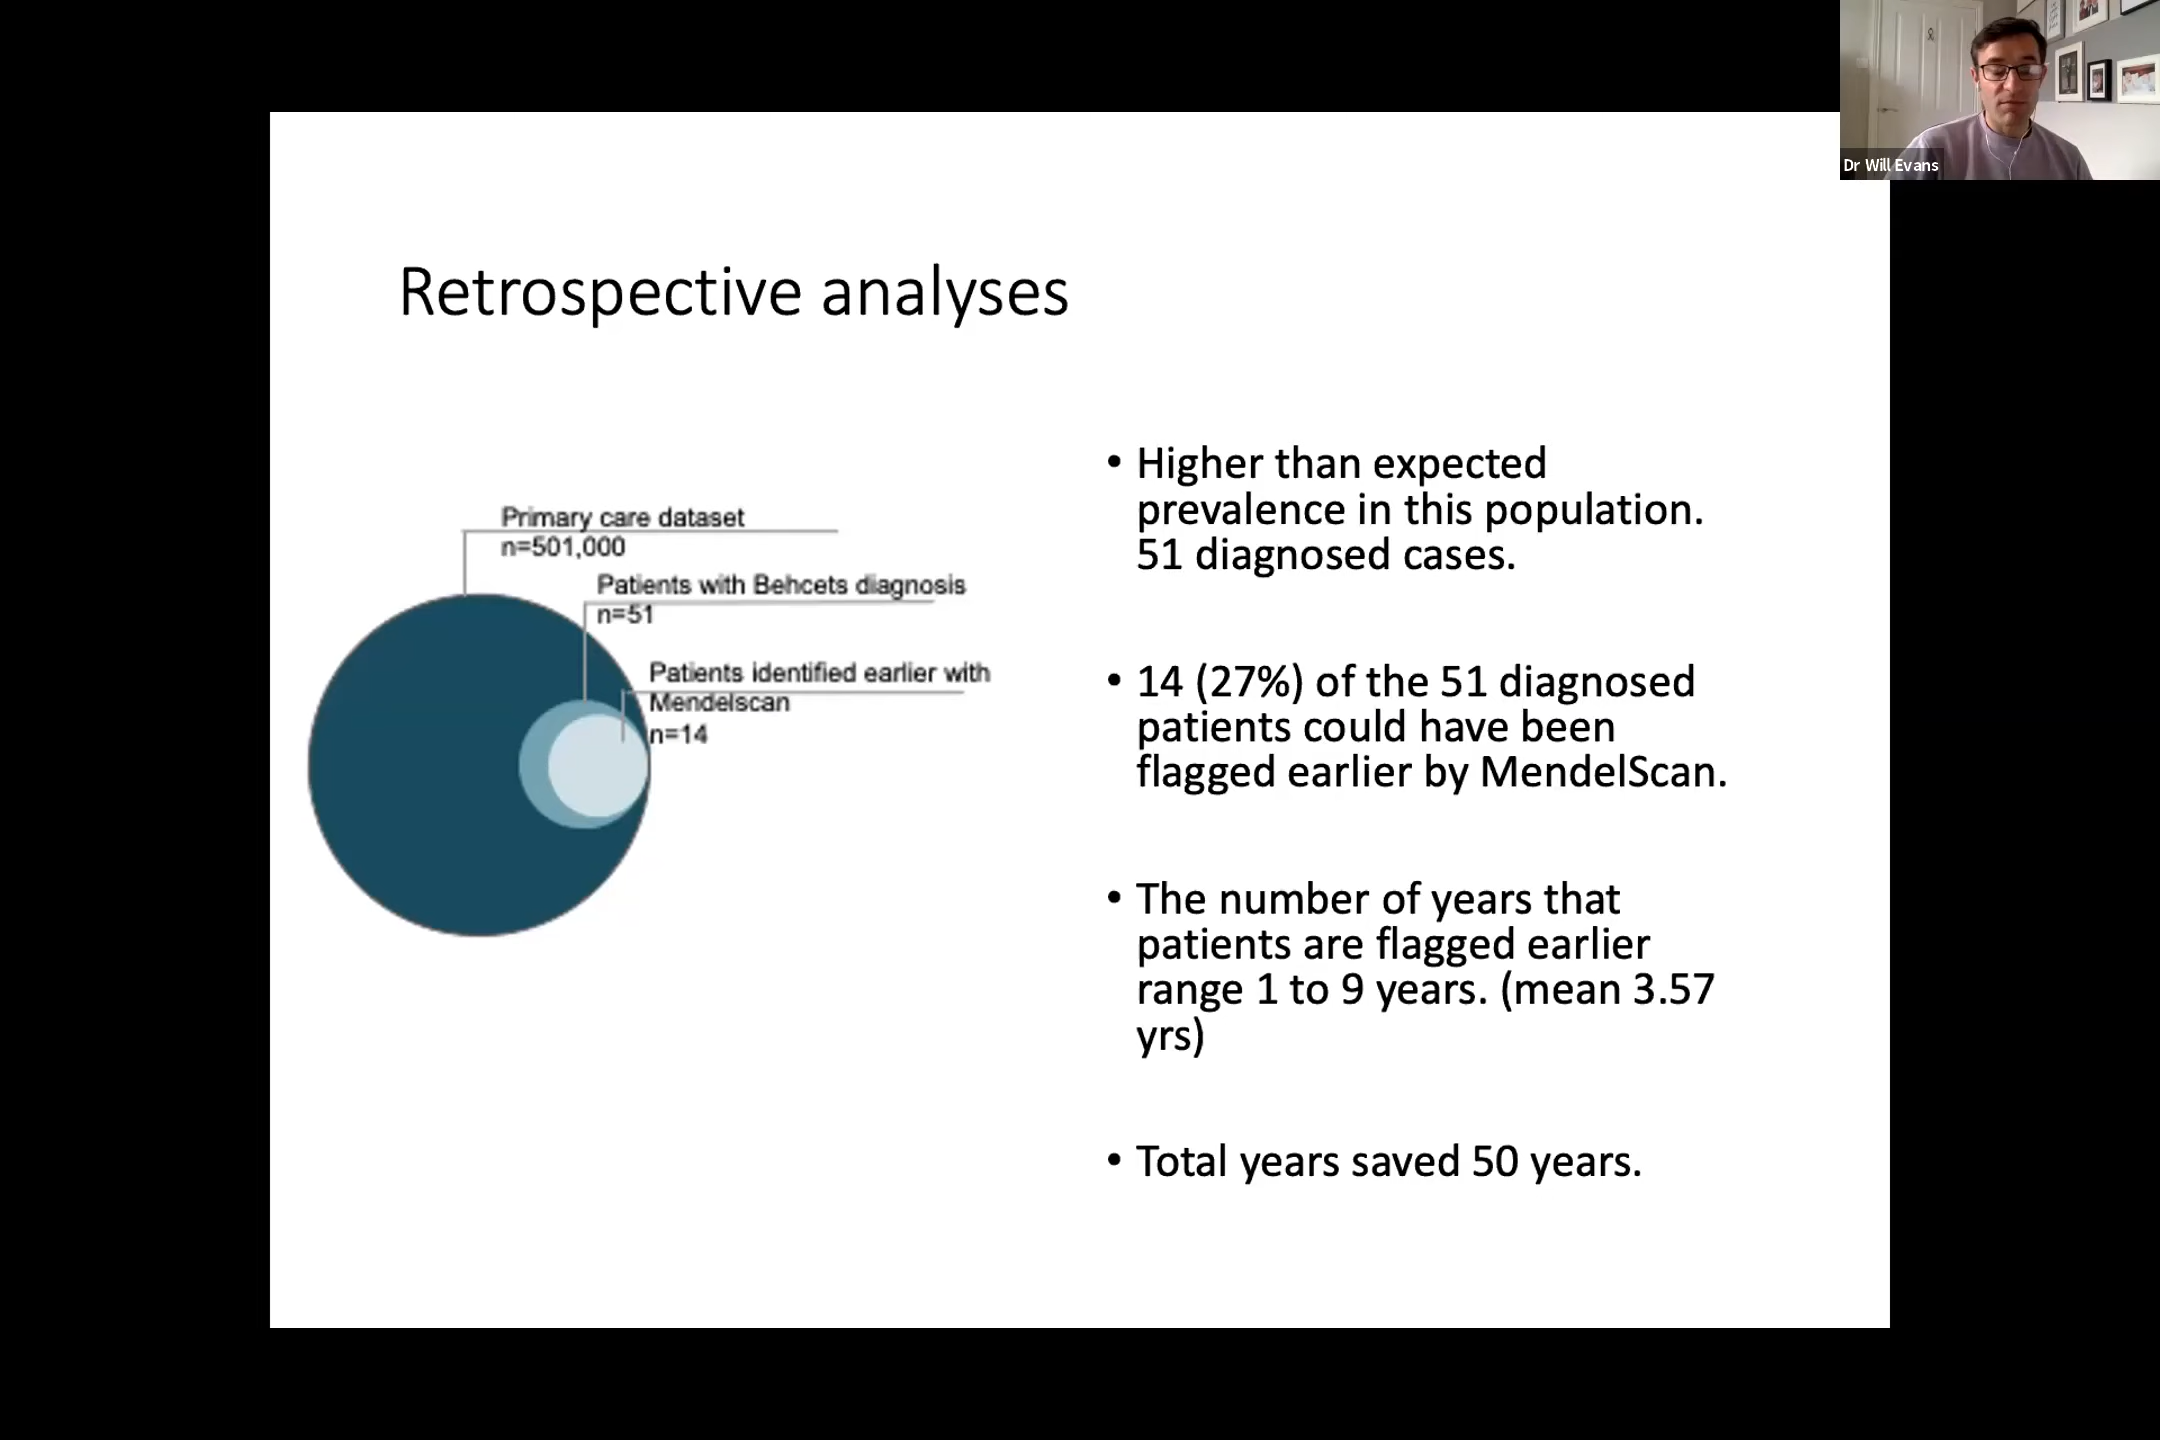 Dr Will Evans
Retrospective analyses
Primary care dataset
n=501,000
Patients with Behcets diagnosis
n=51
Patients identified earlier with
Mendelscan
n=14
• Higher than expected
prevalence in this population.
51 diagnosed cases.
• 14 (27%) of the 51 diagnosed
patients could have been
flagged earlier by MendelScan.
• The number of years that
patients are flagged earlier
range 1 to 9 years. (mean 3.57
yrs)
• Total years saved 50 years.